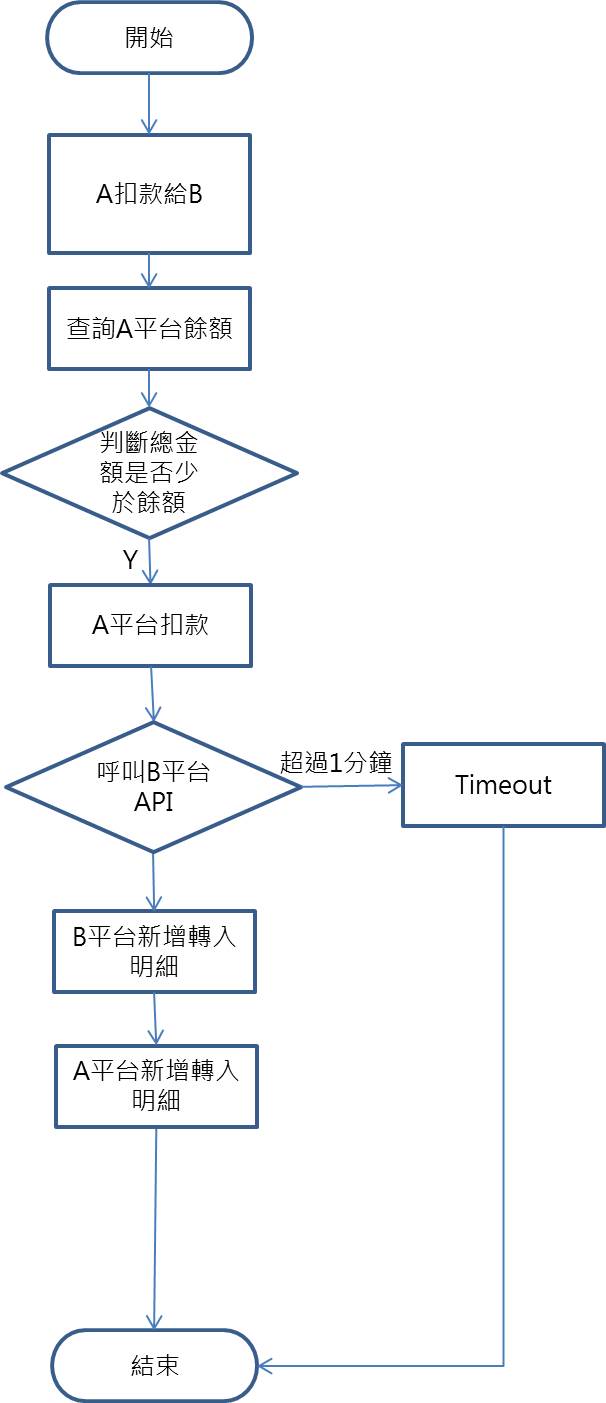 開始
A扣款給B
查詢A平台餘額
判斷總金
額是否少
於餘額
Y
A平台扣款
呼叫B平台
API
超過1分鐘
Timeout
B平台新增轉入
明細
A平台新增轉入
明細
結束